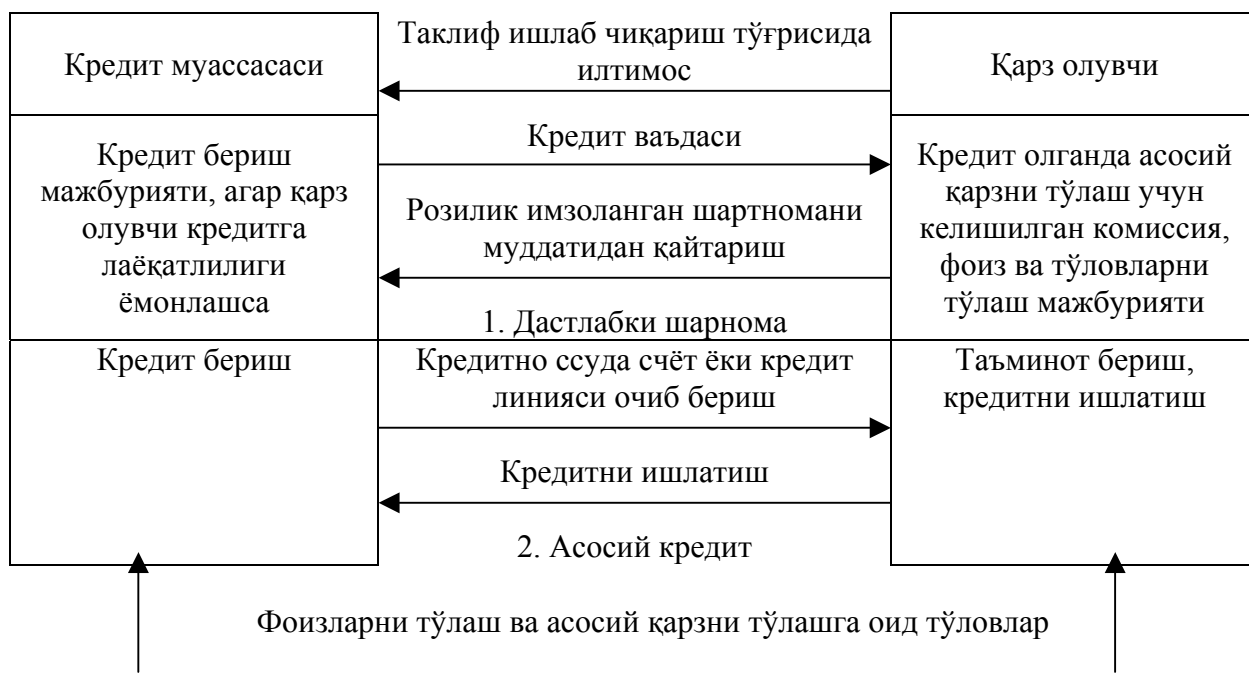 Кредит муассасаси
Таклиф ишлаб чиқариш тўғрисида
илтимос
Қарз олувчи
Кредит бериш
мажбурияти, агар қарз
олувчи кредитга
лаёқатлилиги
ёмонлашса
Кредит ваъдаси
Розилик имзоланган шартномани
муддатидан қайтариш
1. Дастлабки шарнома
Кредит олганда асосий
қарзни тўлаш учун
келишилган комиссия,
фоиз ва тўловларни
тўлаш мажбурияти
Кредит бериш
Кредитно ссуда счёт ёки кредит
линияси очиб бериш
Кредитни ишлатиш
2. Асосий кредит
Таъминот бериш,
кредитни ишлатиш
Фоизларни тўлаш ва асосий қарзни тўлашга оид тўловлар